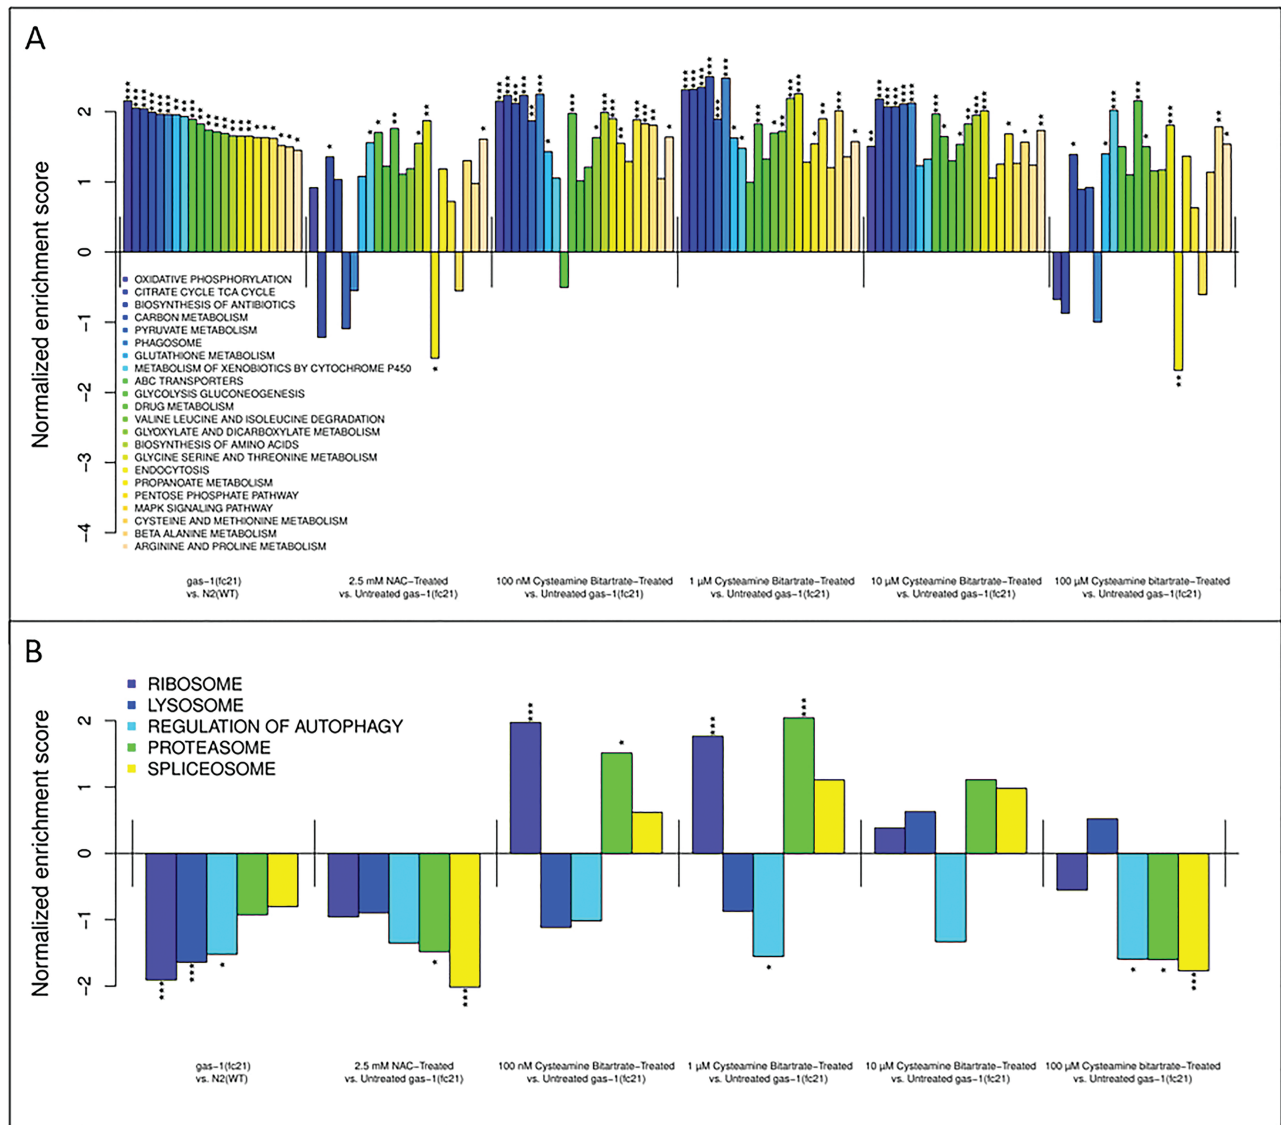 A
Normalized enrichment score
2
1
0
−1
−2
−3
−4
OXIDATIVE PHOSPHORYLATION
CITRATE CYCLE TCA CYCLE
BIOSYNTHESIS OF ANTIBIOTICS
CARBON METABOLISM
PYRUVATE METABOLISM
PHAGOSOME
GLUTATHIONE METABOLISM
METABOLISM OF XENOBIOTICS BY CYTOCHROME P450
ABC TRANSPORTERS
GLYCOLYSIS GLUCONEOGENESIS
DRUG METABOLISM
VALINE LEUCINE AND ISOLEUCINE DEGRADATION
GLYOXYLATE AND DICARBOXYLATE METABOLISM
BIOSYNTHESIS OF AMINO ACIDS
GLYCINE SERINE AND THREONINE METABOLISM
ENDOCYTOSIS
PROPANOATE METABOLISM
PENTOSE PHOSPHATE PATHWAY
MAPK SIGNALING PATHWAY
CYSTEINE AND METHIONINE METABOLISM
BETA ALANINE METABOLISM
ARGININE AND PROLINE METABOLISM
gas−1(fc21)
vs. N2(WT)
2.5 mM NAC−Treated
vs. Untreated gas−1(fc21)
100 nM Cysteamine Bitartrate−Treated
vs. Untreated gas−1(fc21)
1 µM Cysteamine Bitartrate−Treated
vs. Untreated gas−1(fc21)
10 µM Cysteamine Bitartrate−Treated
vs. Untreated gas−1(fc21)
100 µM Cysteamine bitartrate−Treated
vs. Untreated gas−1(fc21)
B
Normalized enrichment score
2
1
0
−1
−2
RIBOSOME
LYSOSOME
REGULATION OF AUTOPHAGY
PROTEASOME
SPLICEOSOME
gas−1(fc21)
vs. N2(WT)
2.5 mM NAC−Treated
vs. Untreated gas−1(fc21)
100 nM Cysteamine Bitartrate−Treated
vs. Untreated gas−1(fc21)
1 µM Cysteamine Bitartrate−Treated
vs. Untreated gas−1(fc21)
10 µM Cysteamine Bitartrate−Treated
vs. Untreated gas−1(fc21)
100 µM Cysteamine bitartrate−Treated
vs. Untreated gas−1(fc21)